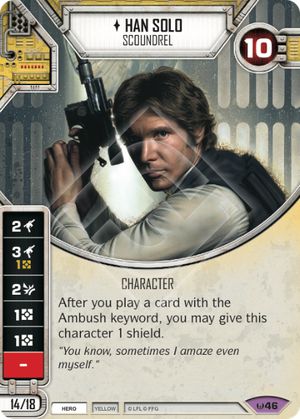 HAN SOLO
SCOUNDREL
10
2
3
1
2
1
1
-
CHARACTER
After you play a card with the
Ambush keyword, you may give this
character 1 shield.
"You know, sometimes I amaze even
myself."
14/18
HERO
YELLOW
© LFL © FFG
46